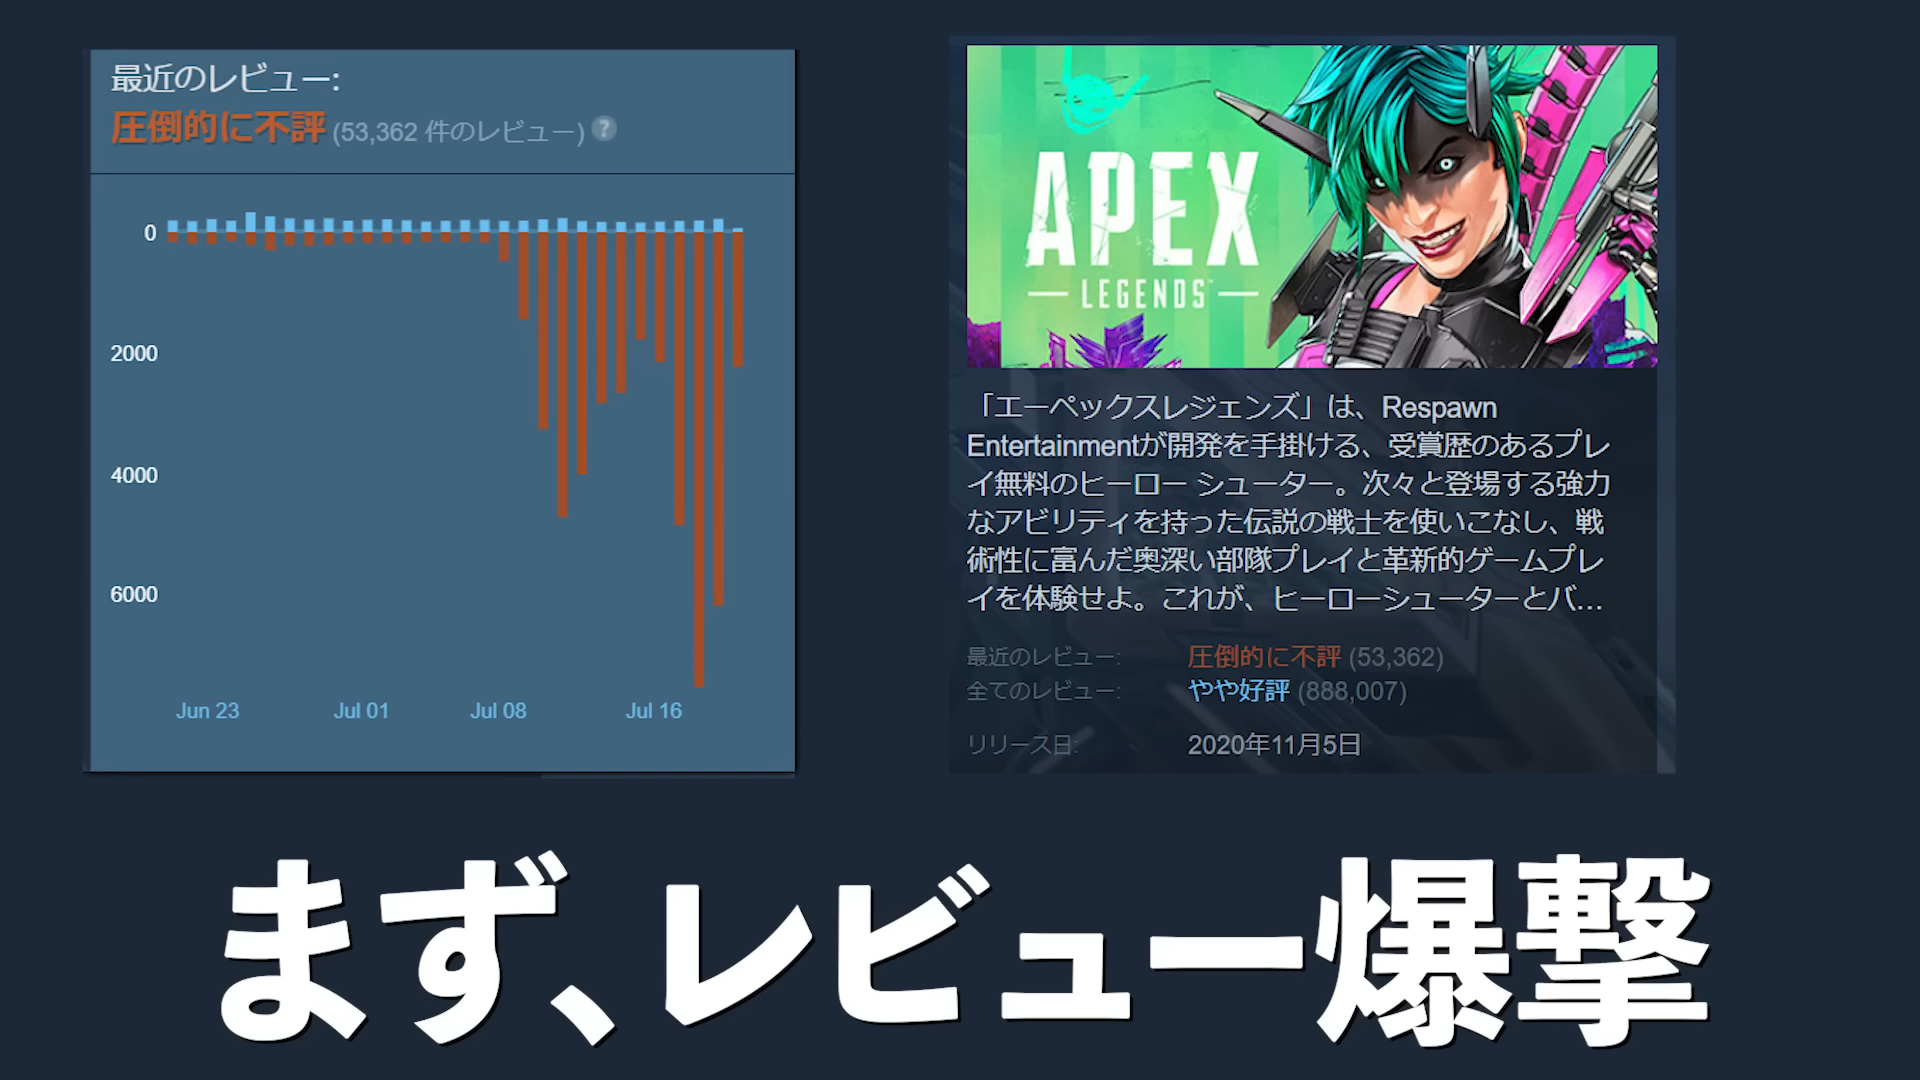 最近のレビュー:
圧倒的に不評 (53,362 件のレビュー) ?
0
2000
4000
6000
Jun 23 Jul 01 Jul 08 Jul 16
APEX
LEGENDS
「エーペックスレジェンズ」は、Respawn
Entertainmentが開発を手掛ける、受賞歴のあるプレ
イ無料のヒーロー シューター。次々と登場する強力
なアビリティを持った伝説の戦士を使いこなし、戦
術性に富んだ奥深い部隊プレイと革新的ゲームプレ
イを体験せよ。これが、ヒーローシューターとバ...
最近のレビュー: 圧倒的に不評 (53,362)
全てのレビュー: やや好評 (888,007)
リリース日: 2020年11月5日
まず、レビュー爆撃